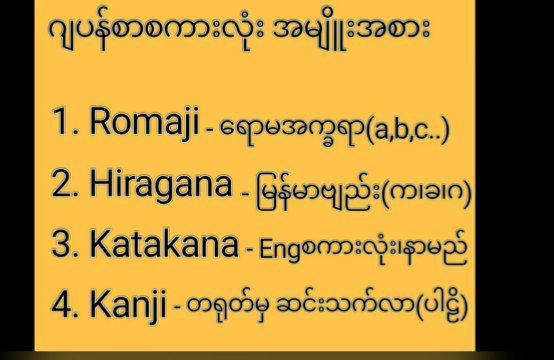 ဂျပန်စာစကားလုံး အမျိုးအစား
1. Romaji - ရောမအက္ခရာ(a,b,c..)
2. Hiragana - မြန်မာဗျည်း(က၊ခ၊ဂ)
3. Katakana - Engစကားလုံး၊နာမည်
4. Kanji - တရုတ်မှ ဆင်းသက်လာ(ပါဠိ)